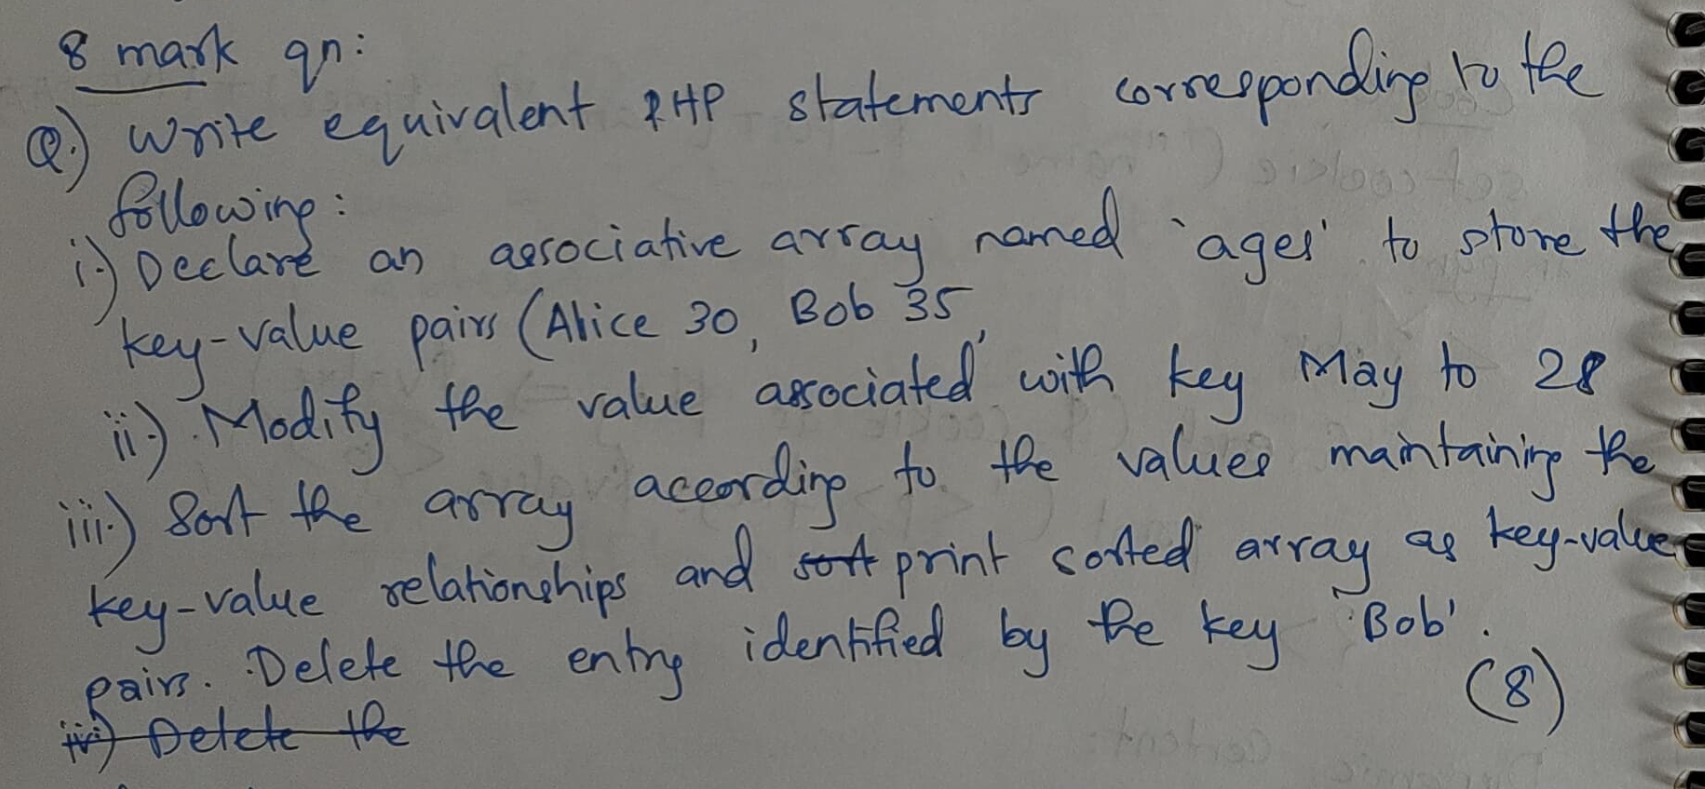 8 mark qn:
Q.) Write equivalent PHP statements corresponding to the
following:
i.) Declare an associative array named 'ages' to store the
key-value pairs (Alice 30, Bob 35,
ii.) Modify the value associated with key May to 28
iii.) Sort the array according to the values maintaining the
key-value relationships and sort print sorted array as key-value
pairs. Delete the entry identified by the key 'Bob'.
(8)
iv) Delete the